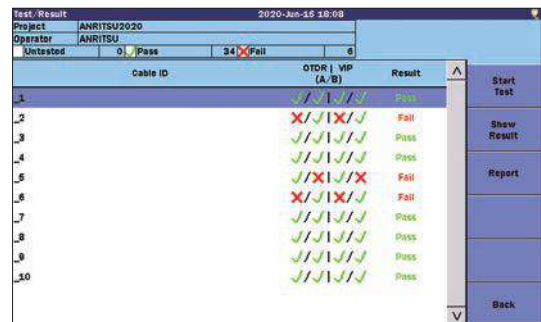 Test/Result 2020-Jun-15 18:08
Project ANRITSU2020
Operator ANRITSU
Untested 0 Pass 34 Fail 6
Cable ID OTDR | VIP (A/B) Result
_1 Pass
_2 Fail
_3 Pass
_4 Pass
_5 Fail
_6 Fail
_7 Pass
_8 Pass
_9 Pass
_10 Pass
Start Test
Show Result
Report
Back